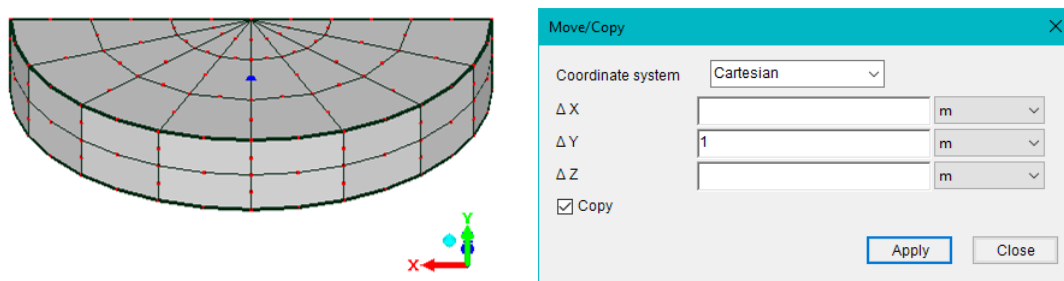 Y
X
Move/Copy
Coordinate system Cartesian
Δ X m
Δ Y 1 m
Δ Z m
Copy
Apply Close